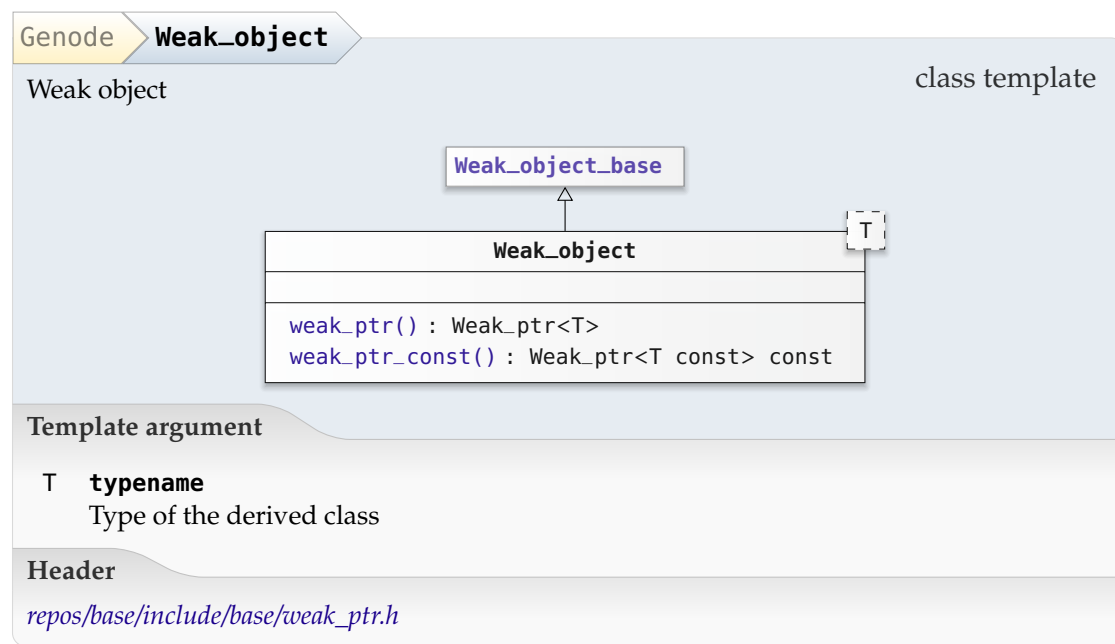 Genode Weak_object
Weak object
class template
Weak_object_base
T
Weak_object
weak_ptr() : Weak_ptr<T>
weak_ptr_const() : Weak_ptr<T const> const
Template argument
T typename
Type of the derived class
Header
repos/base/include/base/weak_ptr.h